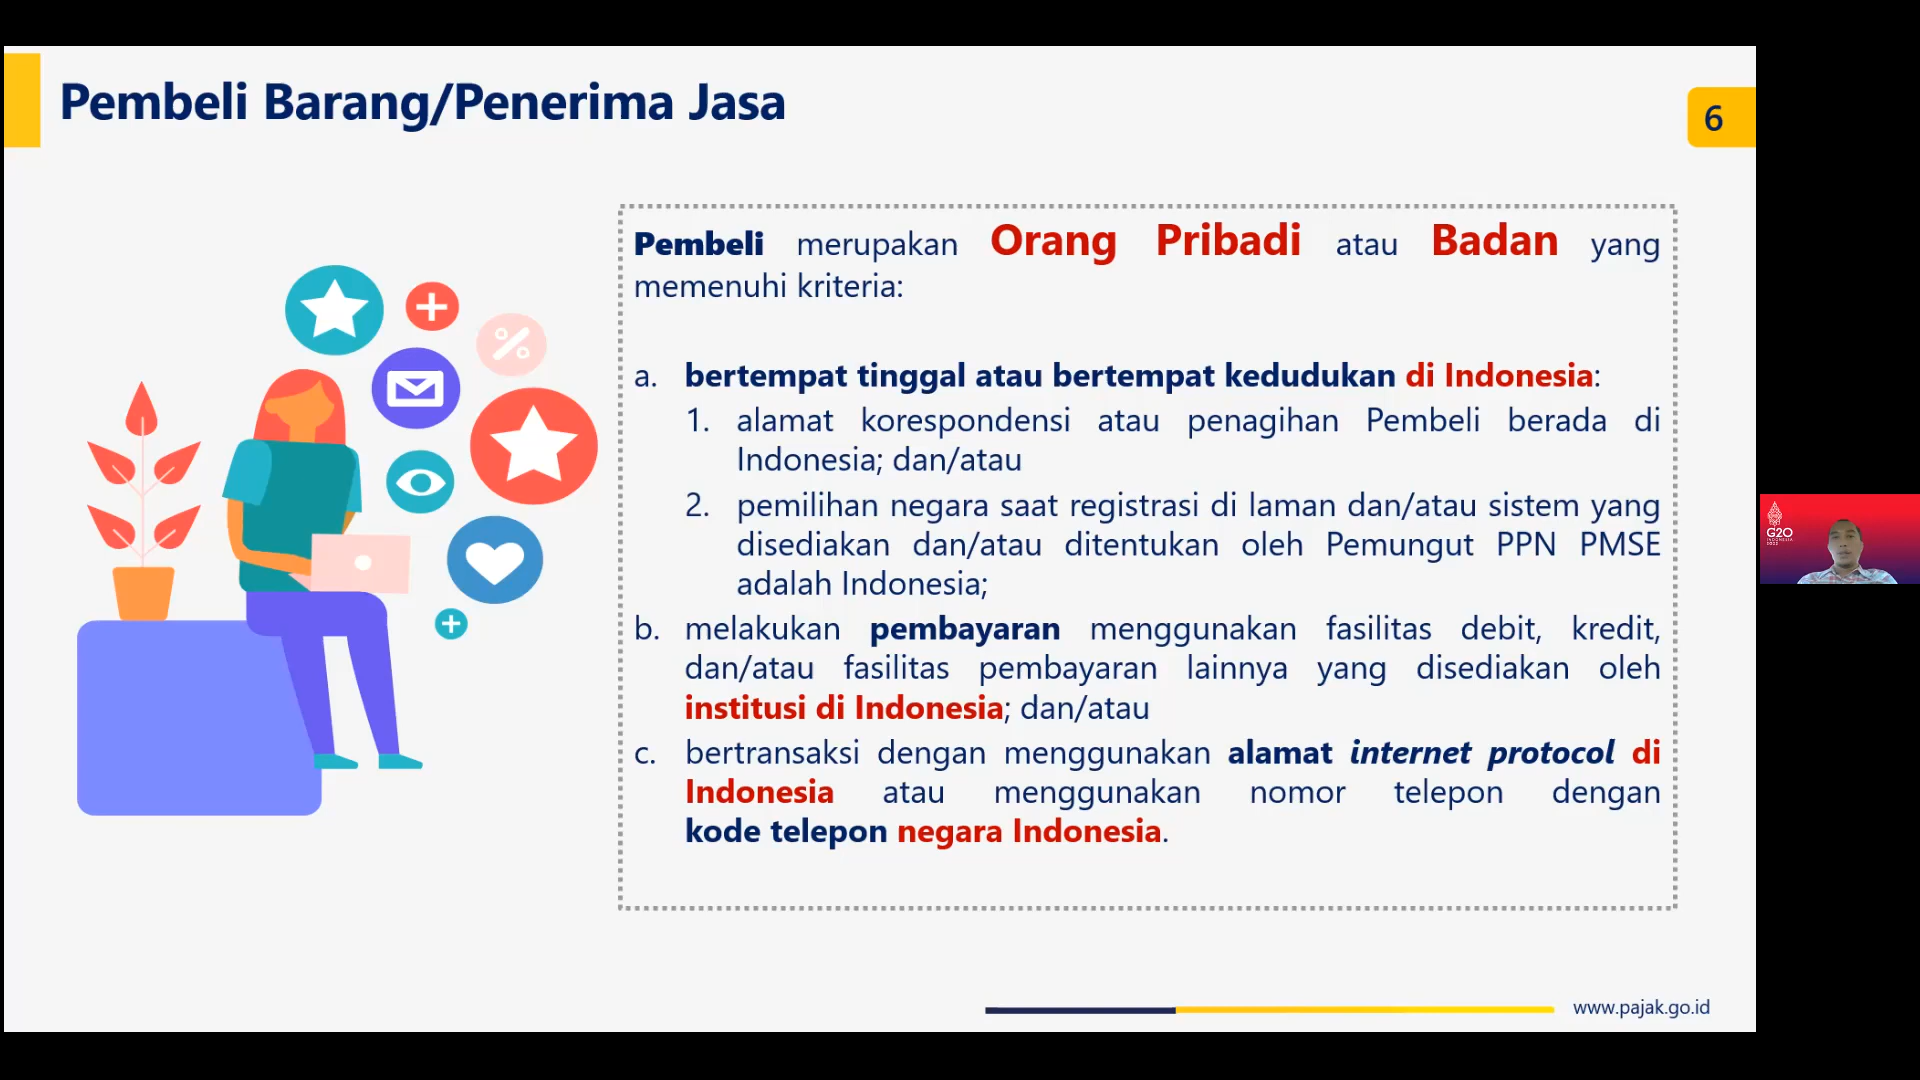 Pembeli Barang/Penerima Jasa
6
Pembeli merupakan Orang Pribadi atau Badan yang
memenuhi kriteria:
a. bertempat tinggal atau bertempat kedudukan di Indonesia:
1. alamat korespondensi atau penagihan Pembeli berada di
Indonesia; dan/atau
2. pemilihan negara saat registrasi di laman dan/atau sistem yang
disediakan dan/atau ditentukan oleh Pemungut PPN PMSE
adalah Indonesia;
b. melakukan pembayaran menggunakan fasilitas debit, kredit,
dan/atau fasilitas pembayaran lainnya yang disediakan oleh
institusi di Indonesia; dan/atau
c. bertransaksi dengan menggunakan alamat internet protocol di
Indonesia atau menggunakan nomor telepon dengan
kode telepon negara Indonesia.
www.pajak.go.id
G20
INDONESIA
2022